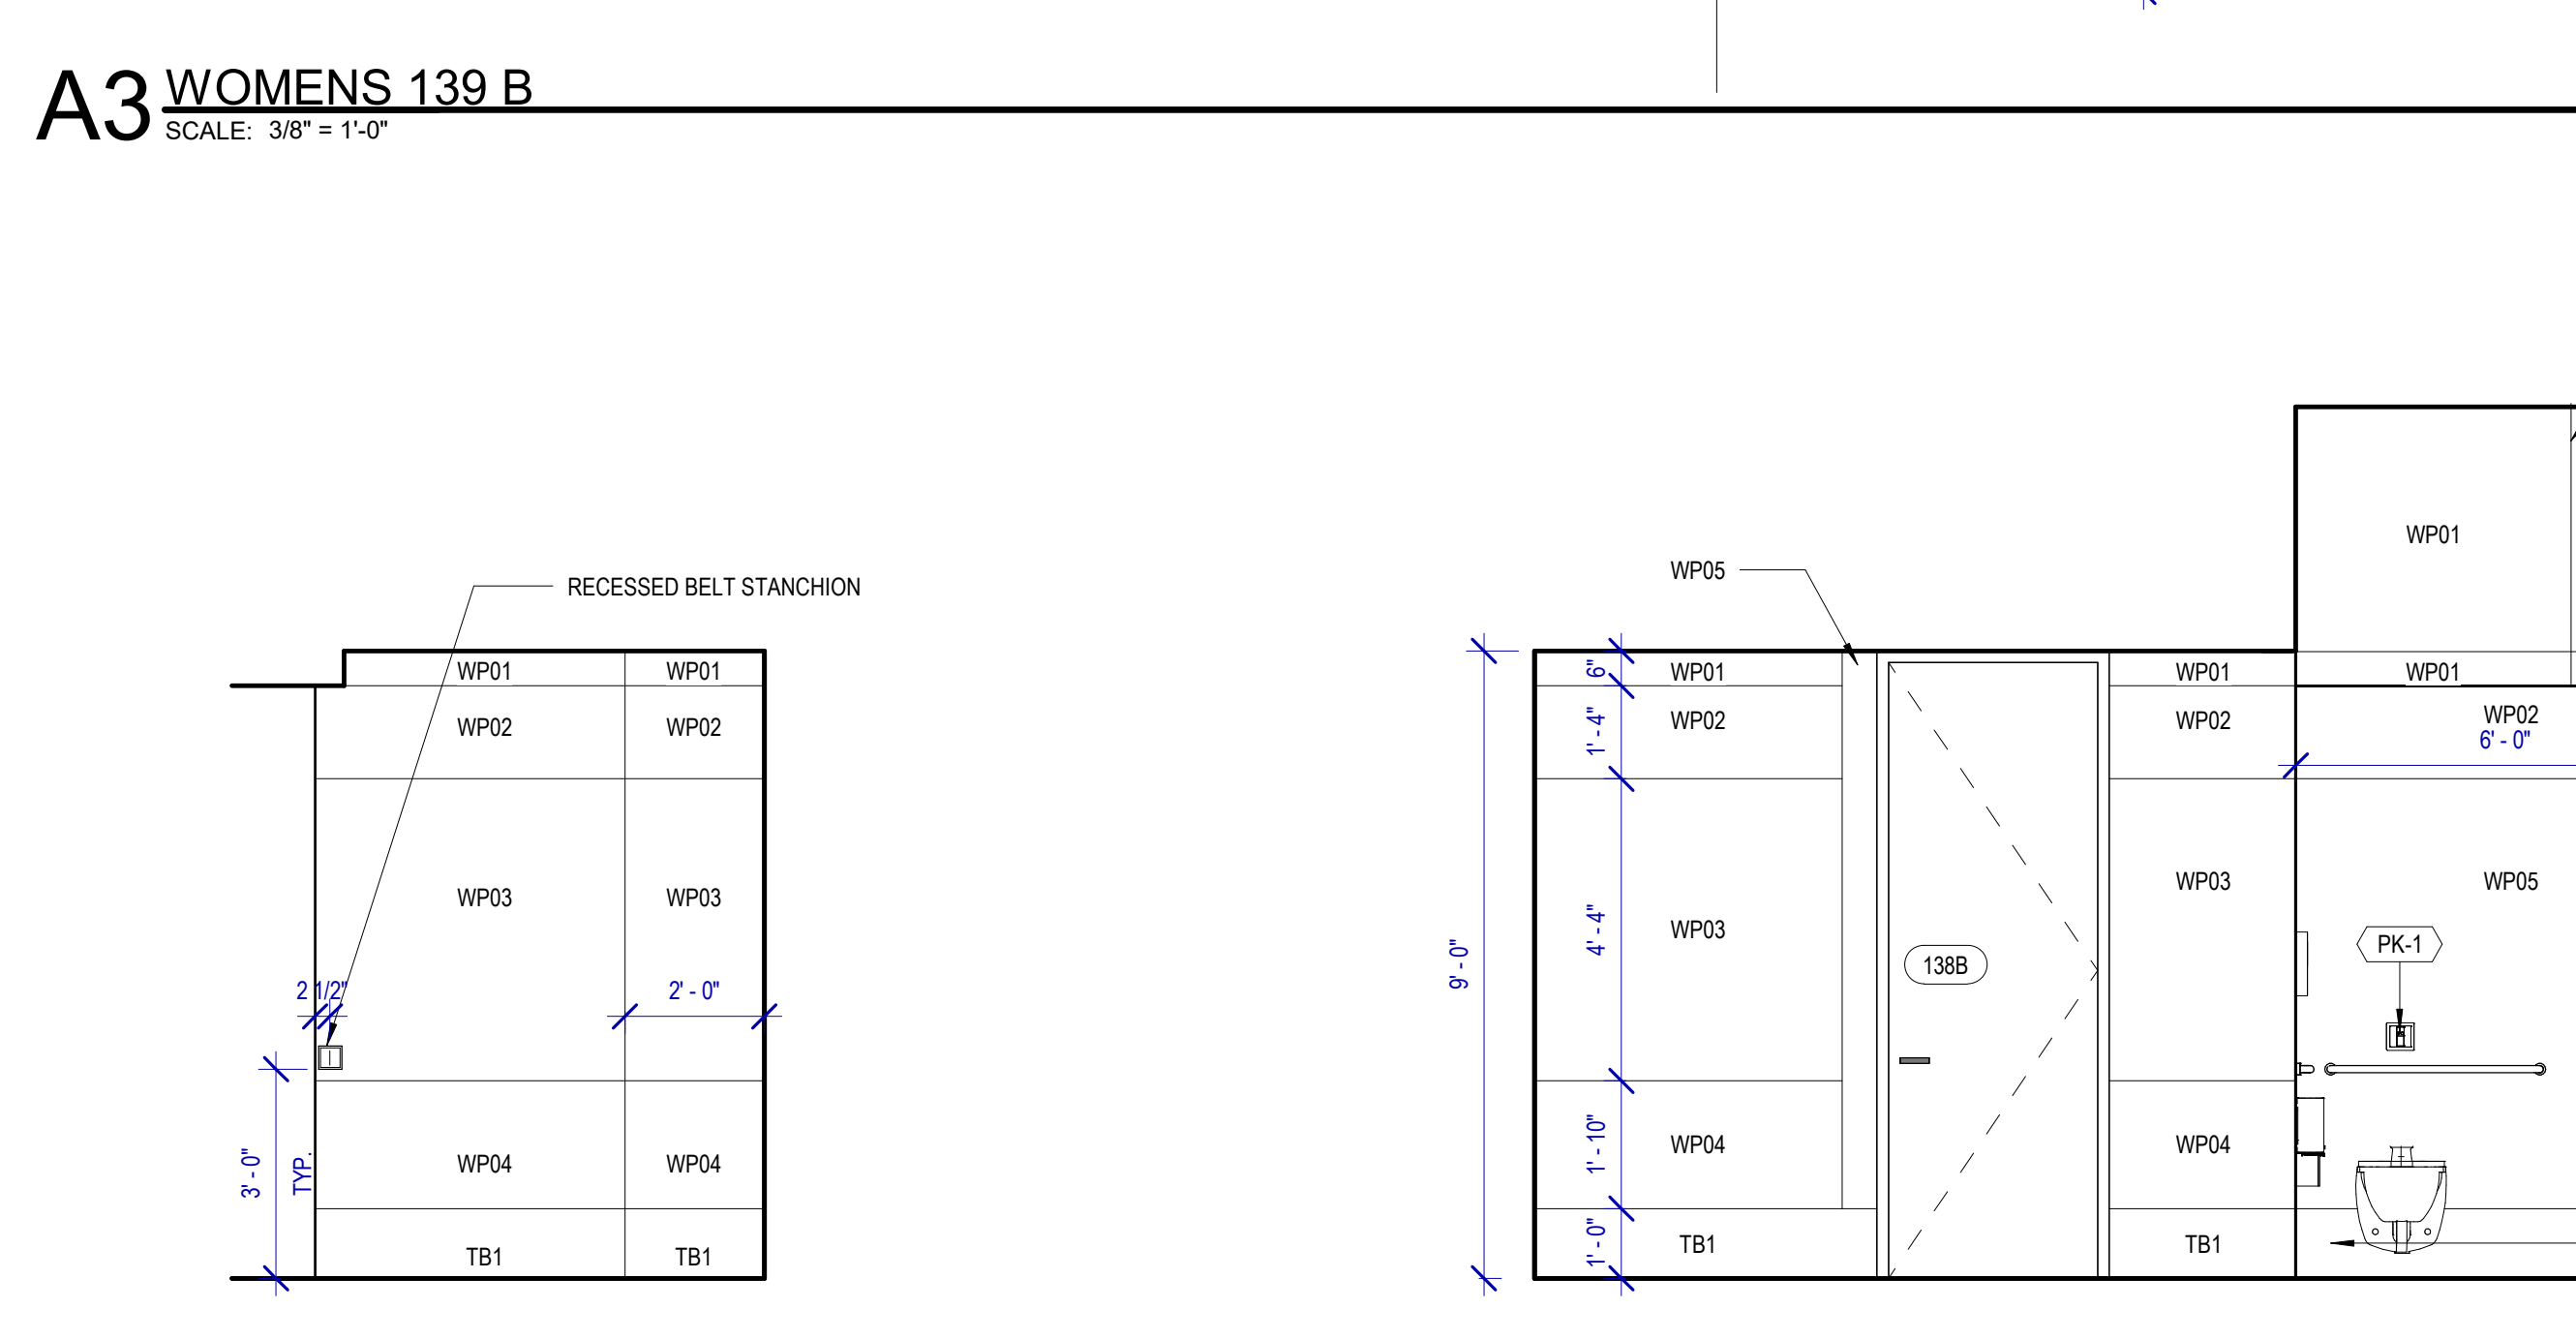 A3 WOMENS 139 B
SCALE: 3/8" = 1'-0"
RECESSED BELT STANCHION
WP01 WP01
WP02 WP02
WP03 WP03
2 1/2" 2' - 0"
3' - 0" TYP.
WP04 WP04
TB1 TB1
WP05
9' - 0"
6" WP01 WP01
1' - 4" WP02 WP02
4' - 4" WP03 WP03
138B
1' - 10" WP04 WP04
1' - 0" TB1 TB1
WP01
WP01
WP02
6' - 0"
WP05
PK-1